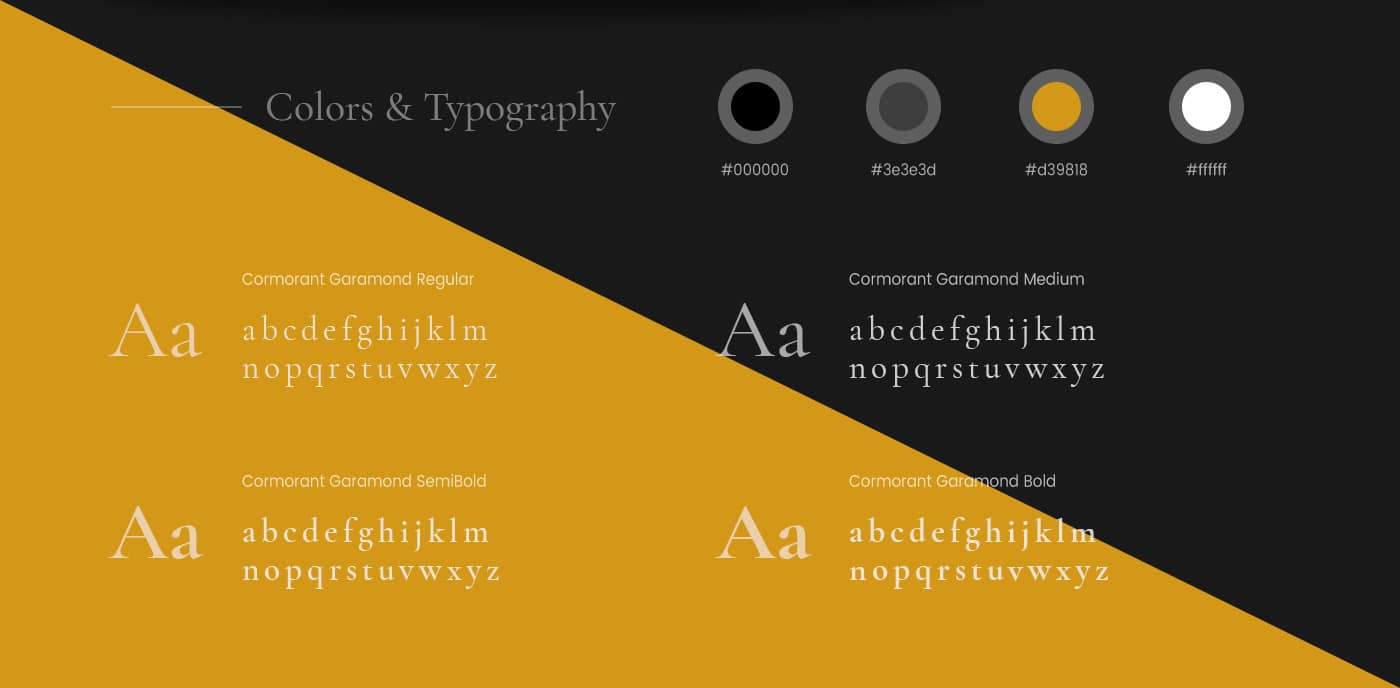 Colors & Typography
#000000
#3e3e3d
#d39818
#ffffff
Cormorant Garamond Regular
Aa
abcdefghijklm
nopqrstuvwxyz
Cormorant Garamond Medium
Aa
abcdefghijklm
nopqrstuvwxyz
Cormorant Garamond SemiBold
Aa
abcdefghijklm
nopqrstuvwxyz
Cormorant Garamond Bold
Aa
abcdefghijklm
nopqrstuvwxyz